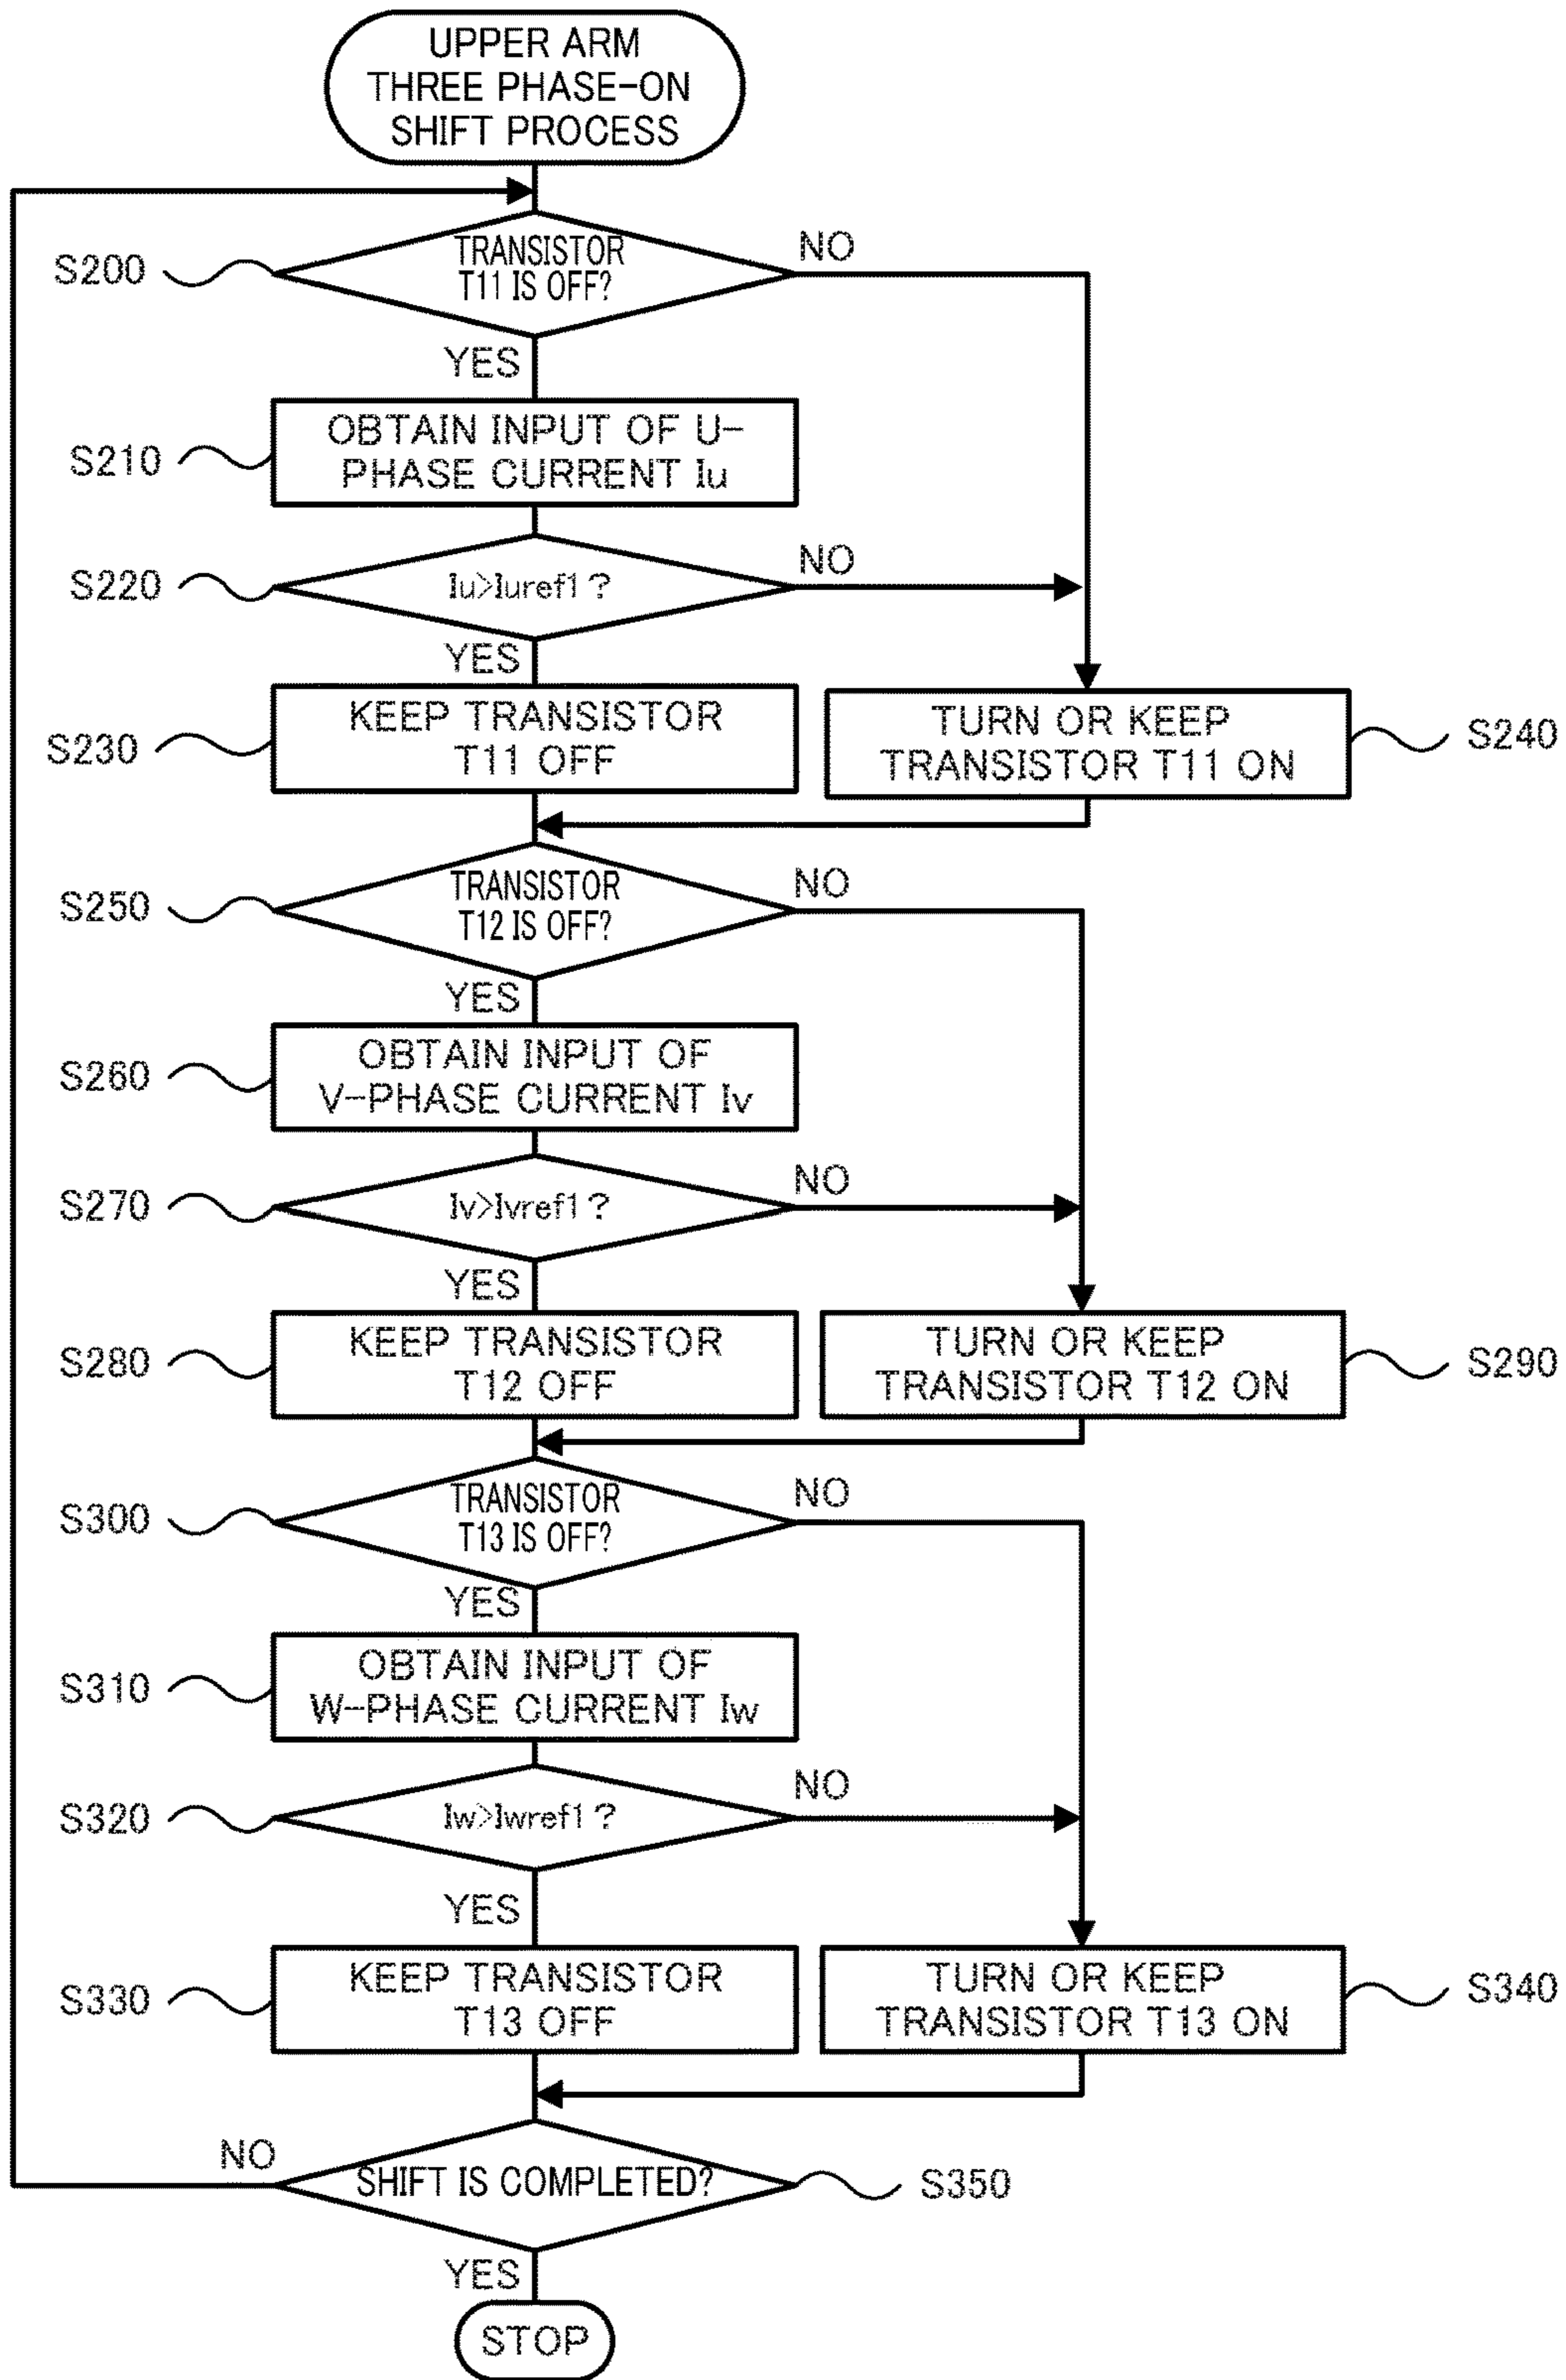 UPPER ARM
THREE PHASE-ON
SHIFT PROCESS
S200
TRANSISTOR
T11 IS OFF?
NO
YES
S210
OBTAIN INPUT OF U-
PHASE CURRENT Iu
S220
Iu>Iuref1 ?
NO
YES
S230
KEEP TRANSISTOR
T11 OFF
TURN OR KEEP
TRANSISTOR T11 ON
S240
S250
TRANSISTOR
T12 IS OFF?
NO
YES
S260
OBTAIN INPUT OF
V-PHASE CURRENT Iv
S270
Iv>Ivref1 ?
NO
YES
S280
KEEP TRANSISTOR
T12 OFF
TURN OR KEEP
TRANSISTOR T12 ON
S290
S300
TRANSISTOR
T13 IS OFF?
NO
YES
S310
OBTAIN INPUT OF
W-PHASE CURRENT Iw
S320
Iw>Iwref1 ?
NO
YES
S330
KEEP TRANSISTOR
T13 OFF
TURN OR KEEP
TRANSISTOR T13 ON
S340
NO
SHIFT IS COMPLETED?
S350
YES
STOP